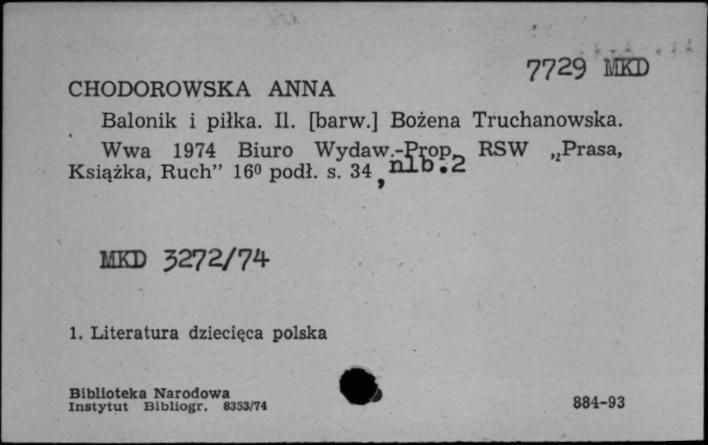 7729 MKD
CHODOROWSKA ANNA
Balonik i piłka. Il. [barw.] Bożena Truchanowska.
Wwa 1974 Biuro Wydaw.-Prop. RSW „Prasa,
Książka, Ruch” 16⁰ podł. s. 34, nlb.2
MKD 3272/74
1. Literatura dziecięca polska
Biblioteka Narodowa
Instytut Bibliogr. 8353/74
884-93